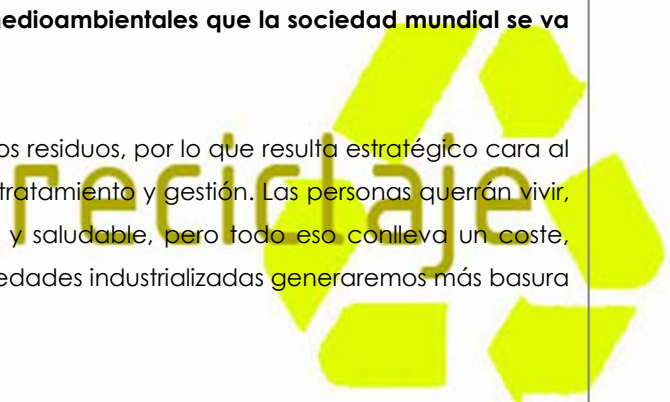 medioambientales que la sociedad mundial se va
os residuos, por lo que resulta estratégico cara al
reciclaje
tratamiento y gestión. Las personas querrán vivir,
y saludable, pero todo eso conlleva un coste,
edades industrializadas generaremos más basura